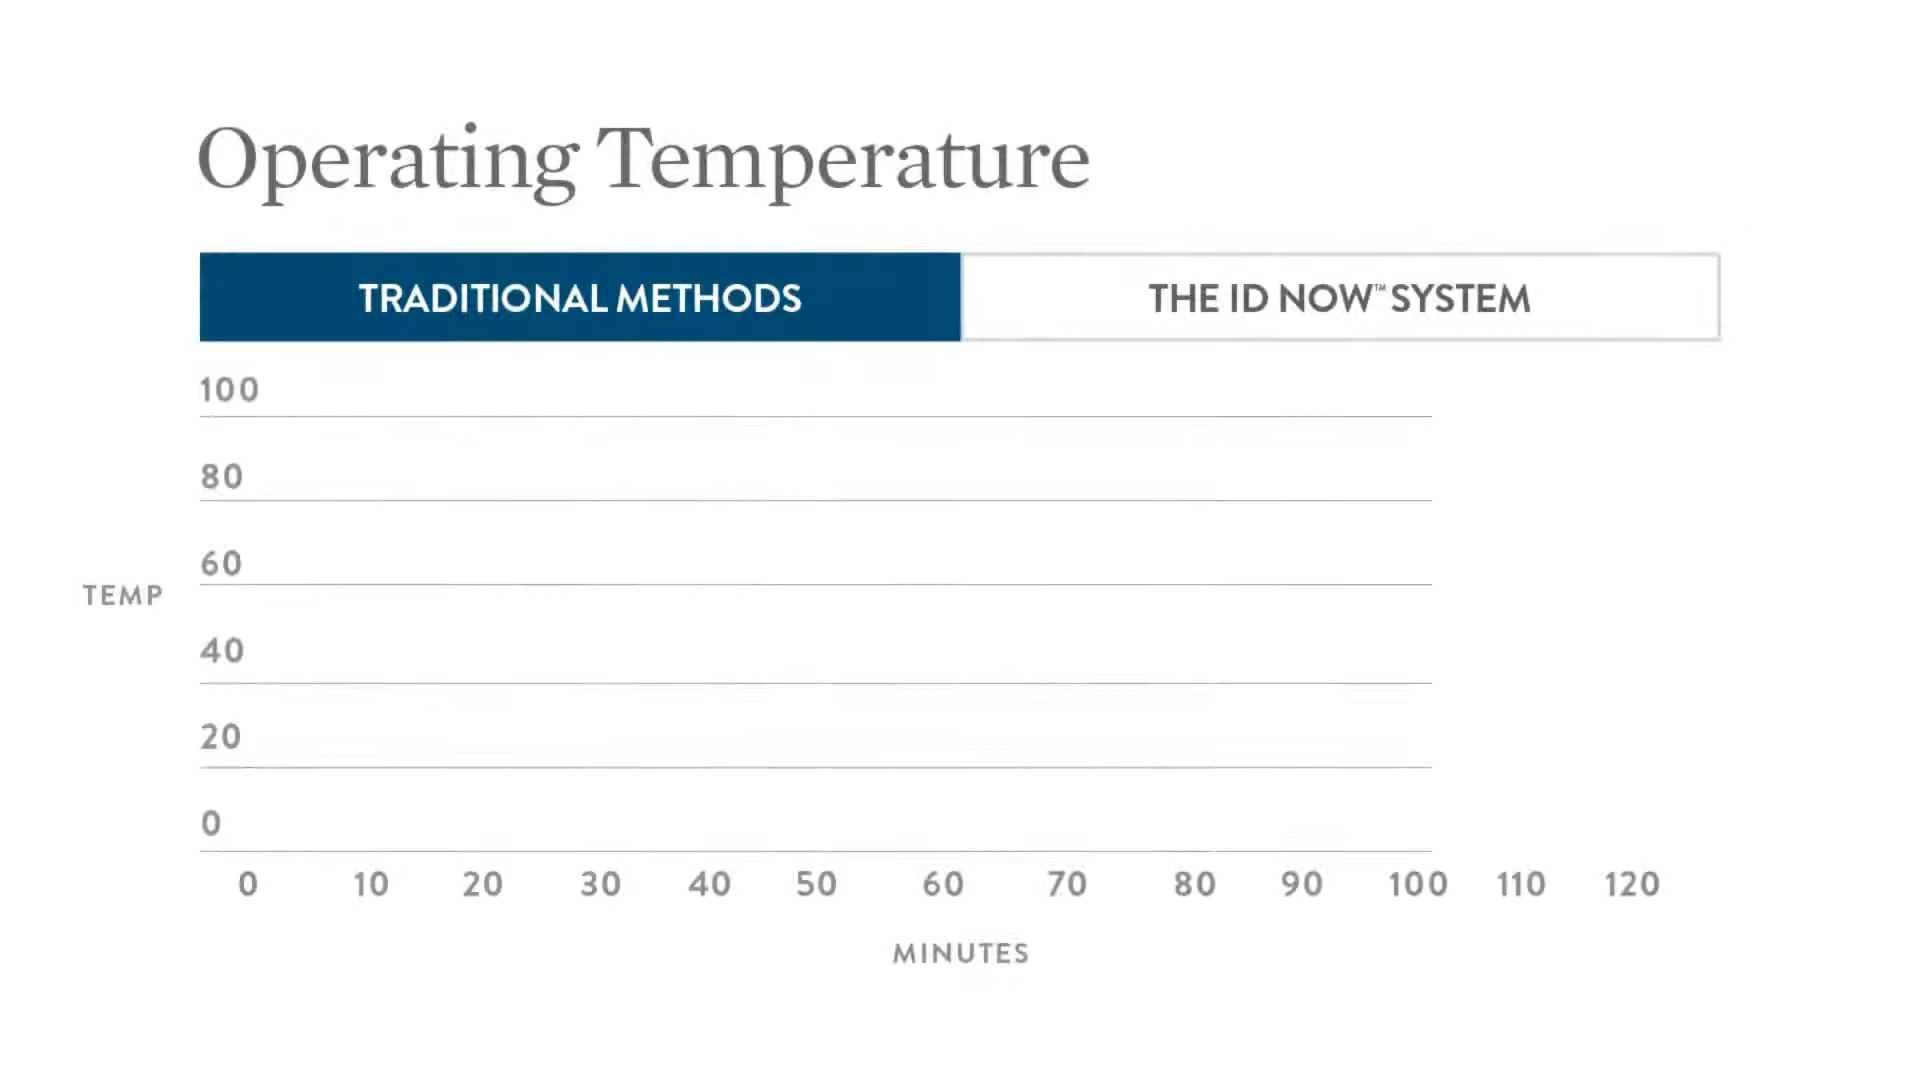 Operating Temperature
TRADITIONAL METHODS THE ID NOW™ SYSTEM
100
80
60
TEMP
40
20
0
0 10 20 30 40 50 60 70 80 90 100 110 120
MINUTES